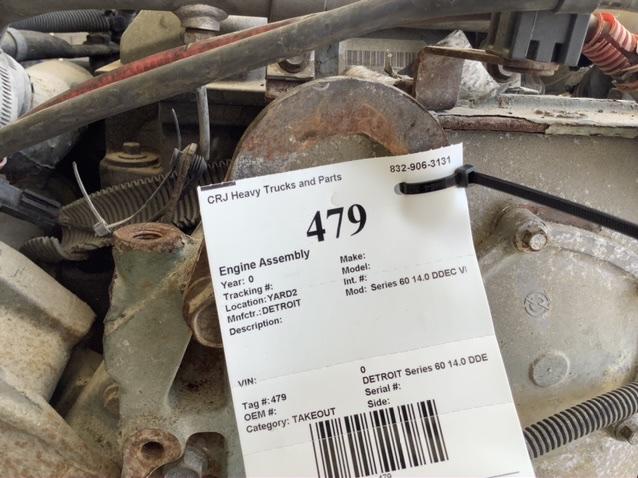 CRJ Heavy Trucks and Parts 832-906-3131
479
Engine Assembly
Year: 0 Make:
Tracking #: Model:
Location:YARD2 Int. #:
Mnfctr.:DETROIT Mod: Series 60 14.0 DDEC VI
Description:
VIN: 0
DETROIT Series 60 14.0 DDE
Tag #:479 Serial #:
OEM #: Side:
Category: TAKEOUT
479